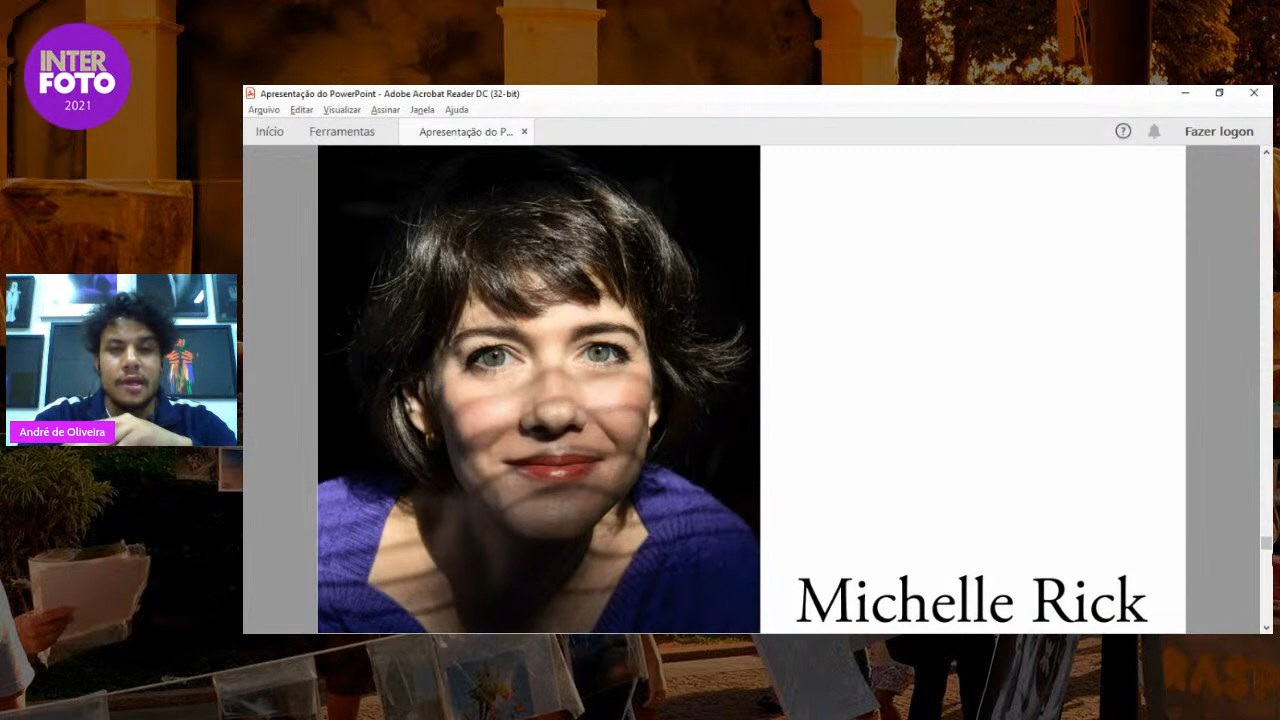 INTER
FOTO
2021
Apresentação do PowerPoint - Adobe Acrobat Reader DC (32-bit)
Arquivo Editar Visualizar Assinar Janela Ajuda
Início Ferramentas Apresentação do P... × Fazer logon
André de Oliveira
Michelle Rick
RASP